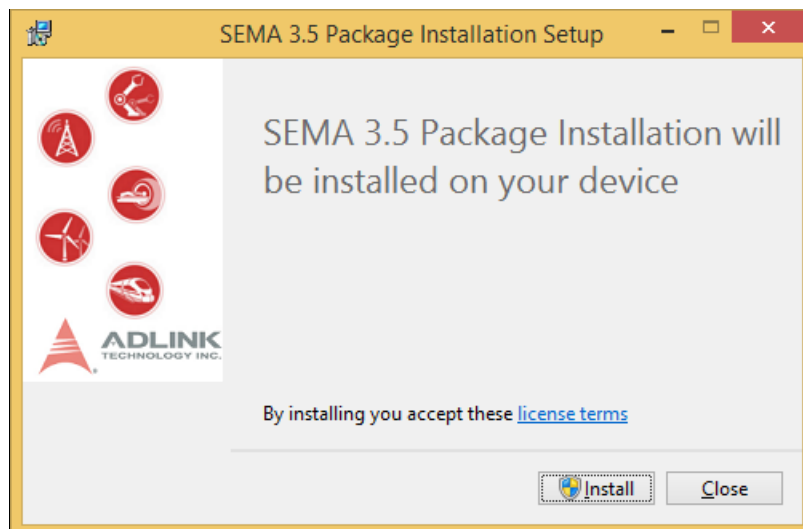 SEMA 3.5 Package Installation Setup
SEMA 3.5 Package Installation will
be installed on your device
ADLINK
TECHNOLOGY INC.
By installing you accept these license terms
Install
Close